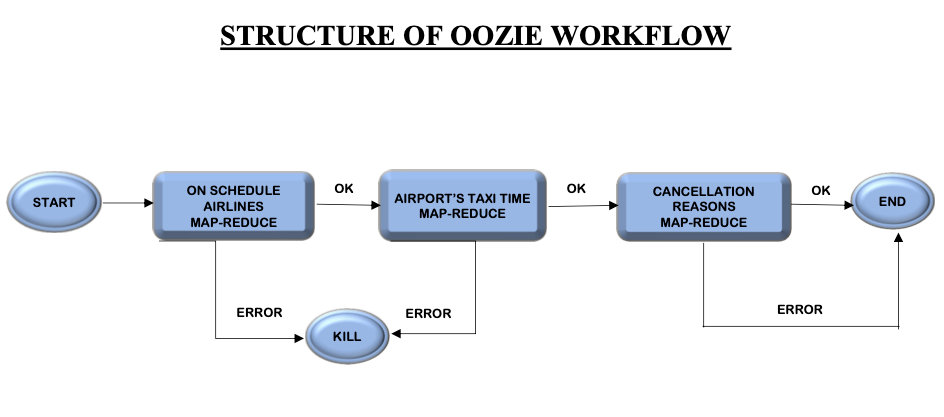 STRUCTURE OF OOZIE WORKFLOW
START
ON SCHEDULE
AIRLINES
MAP-REDUCE
OK
AIRPORT'S TAXI TIME
MAP-REDUCE
OK
CANCELLATION
REASONS
MAP-REDUCE
OK
END
ERROR
KILL
ERROR
ERROR